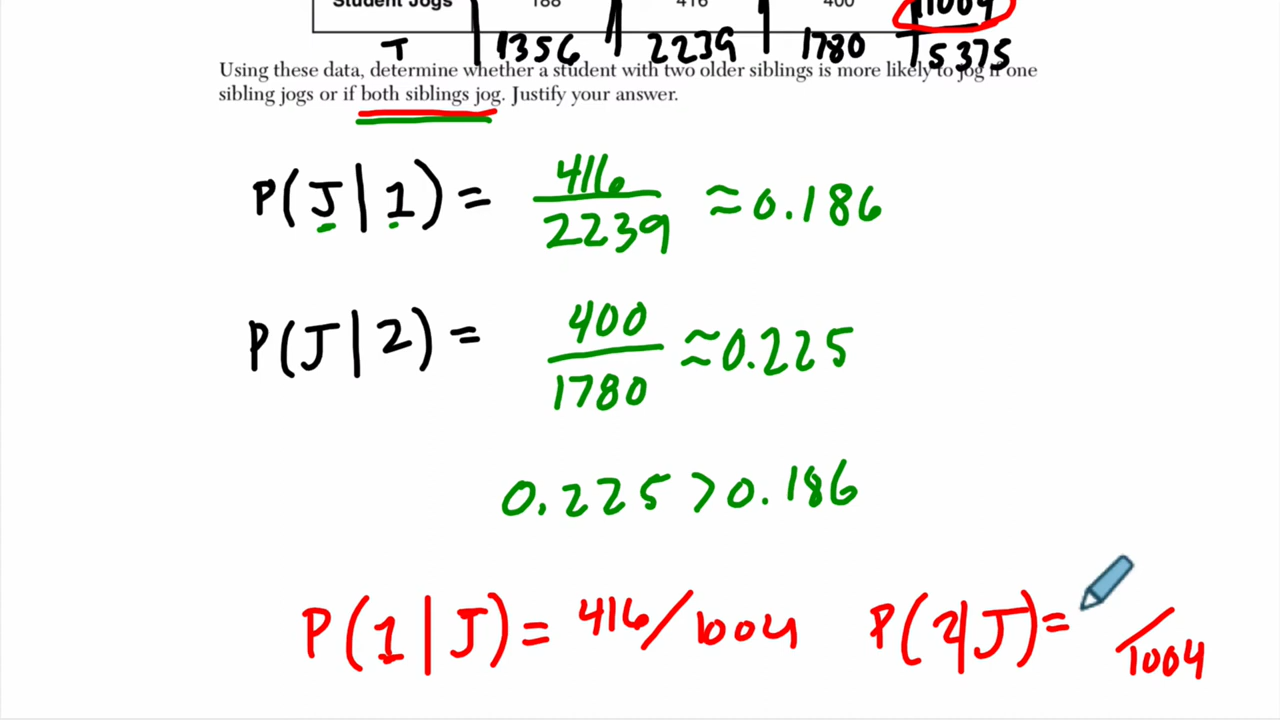 Student Jogs 188 416 400 1004
T 1356 2239 1780 T 5375
Using these data, determine whether a student with two older siblings is more likely to jog if one
sibling jogs or if both siblings jog. Justify your answer.
P(J|1) = 416/2239 ≈ 0.186
P(J|2) = 400/1780 ≈ 0.225
0.225 > 0.186
P(1|J) = 416/1004 P(2|J) = /1004